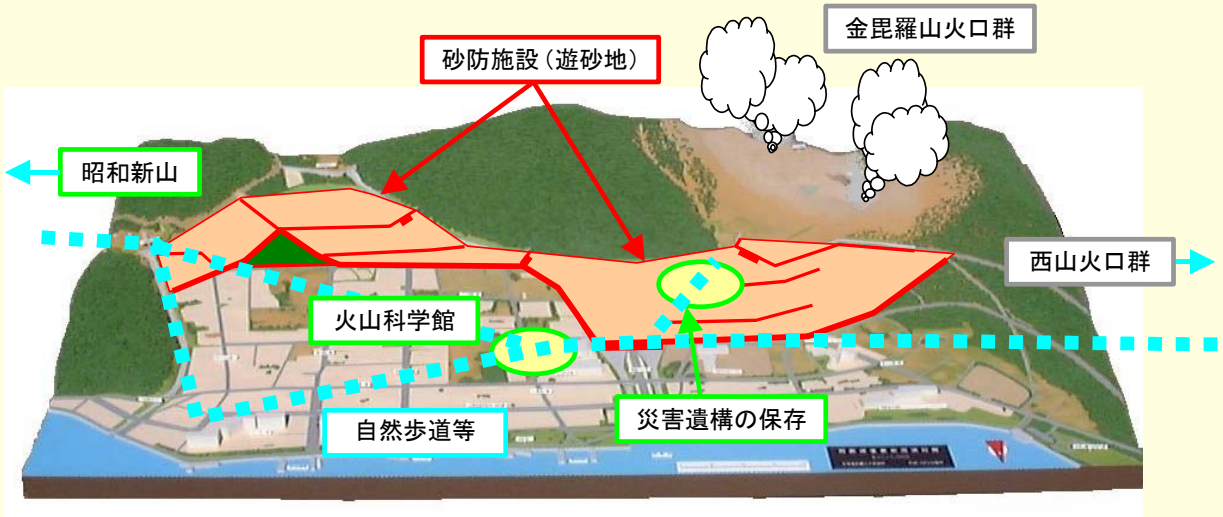 金毘羅山火口群
砂防施設（遊砂地）
昭和新山
西山火口群
火山科学館
災害遺構の保存
自然歩道等